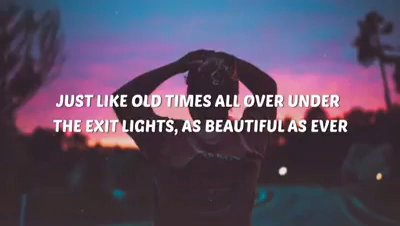 JUST LIKE OLD TIMES ALL OVER UNDER
THE EXIT LIGHTS, AS BEAUTIFUL AS EVER